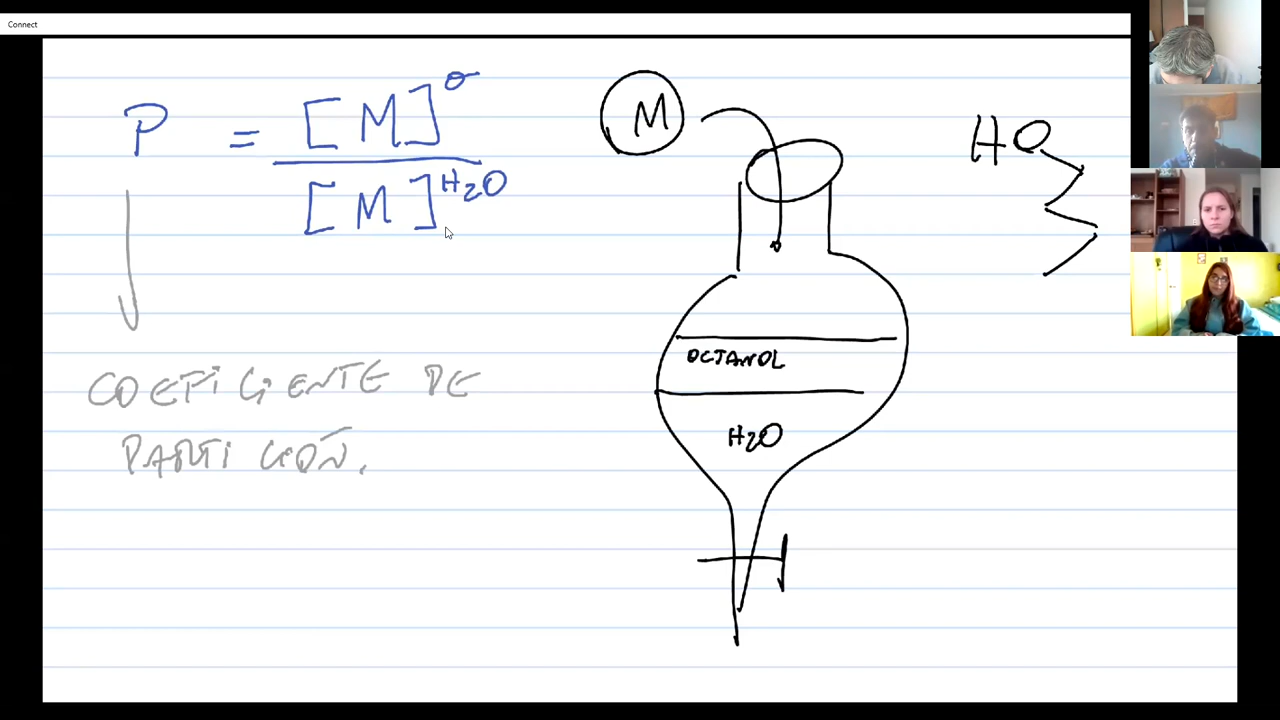 Connect
P = [M]^o
[M]^H2O
M
HO
OCTANOL
H2O
COEFICIENTE DE
PARTICIÓN.